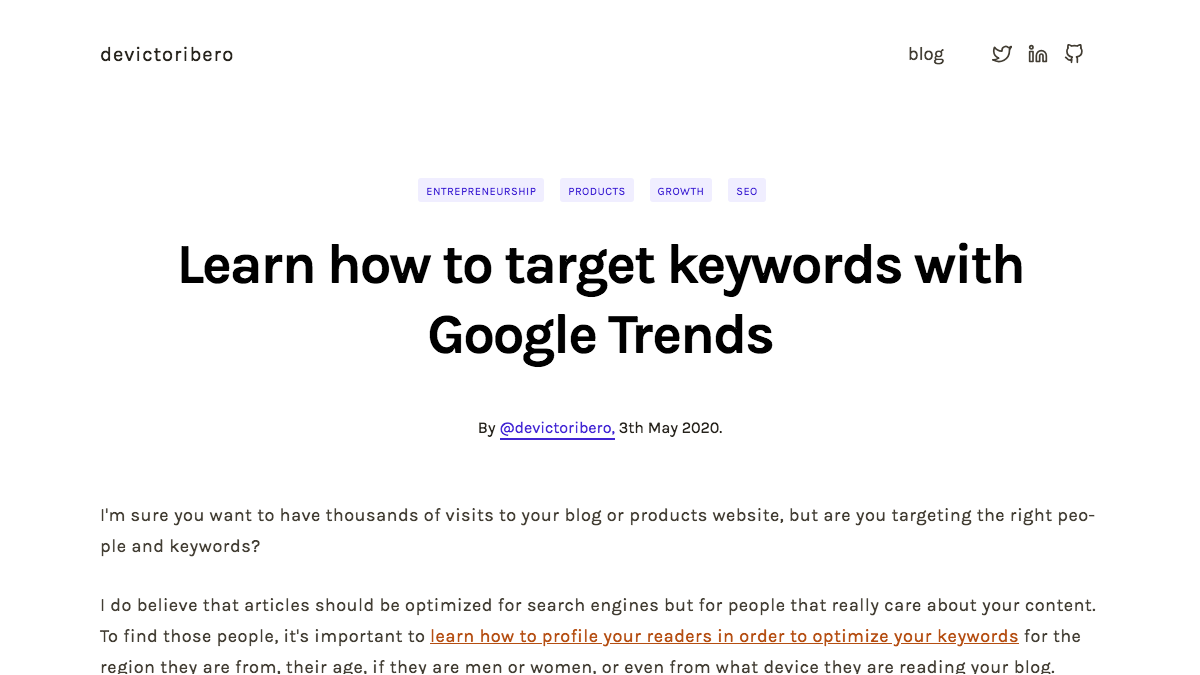 devictoribero
blog
ENTREPRENEURSHIP PRODUCTS GROWTH SEO
Learn how to target keywords with
Google Trends
By @devictoribero, 3th May 2020.
I'm sure you want to have thousands of visits to your blog or products website, but are you targeting the right peo-
ple and keywords?
I do believe that articles should be optimized for search engines but for people that really care about your content.
To find those people, it's important to learn how to profile your readers in order to optimize your keywords for the
region they are from, their age, if they are men or women, or even from what device they are reading your blog.